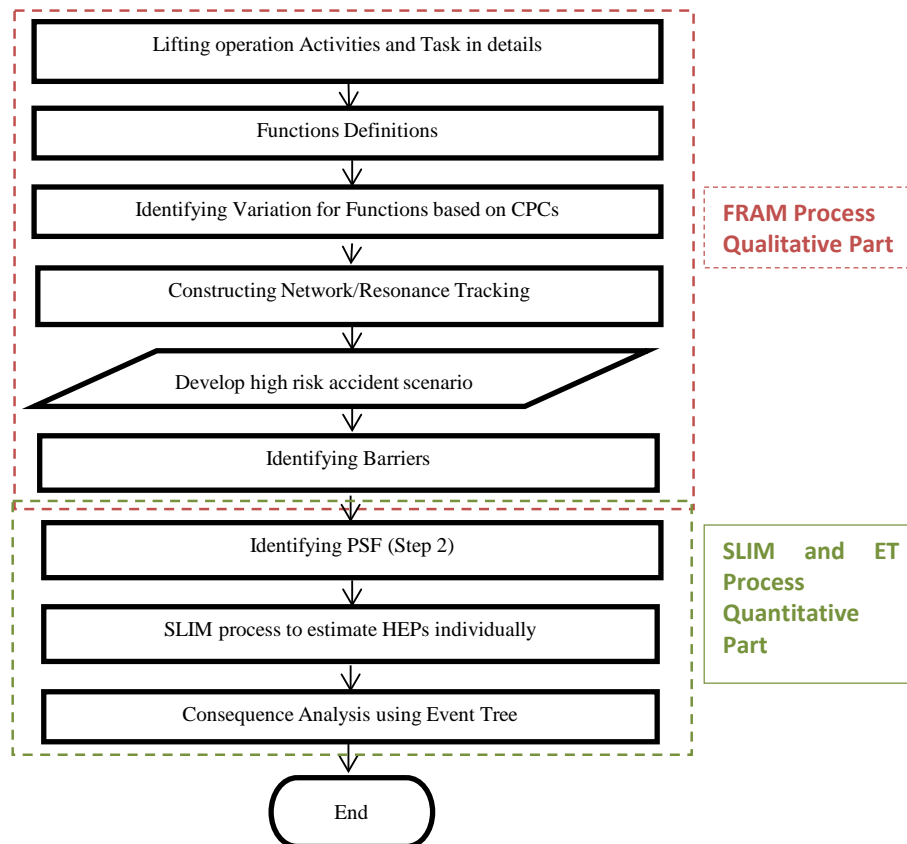 Lifting operation Activities and Task in details
Functions Definitions
Identifying Variation for Functions based on CPCs
Constructing Network/Resonance Tracking
Develop high risk accident scenario
Identifying Barriers
FRAM Process
Qualitative Part
Identifying PSF (Step 2)
SLIM process to estimate HEPs individually
Consequence Analysis using Event Tree
SLIM and ET
Process
Quantitative
Part
End